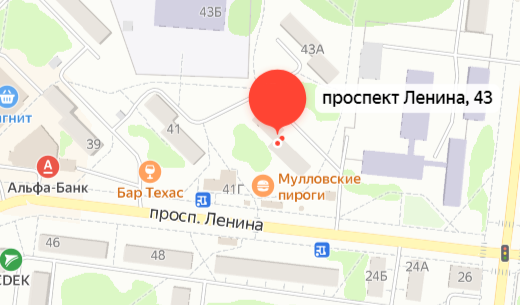 43Б
43А
проспект Ленина, 43
агнит
39
41
Альфа-Банк
Бар Техас
41Г
Мулловские
пироги
просп. Ленина
46
48
CDEK
24Б
24А
26